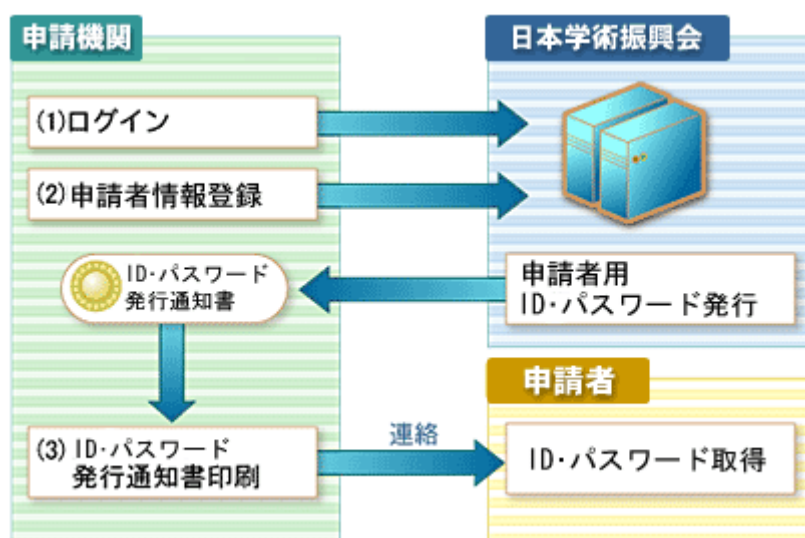 申請機関
日本学術振興会
(1)ログイン
(2)申請者情報登録
ID・パスワード
発行通知書
申請者用
ID・パスワード発行
申請者
(3)ID・パスワード
発行通知書印刷
連絡
ID・パスワード取得